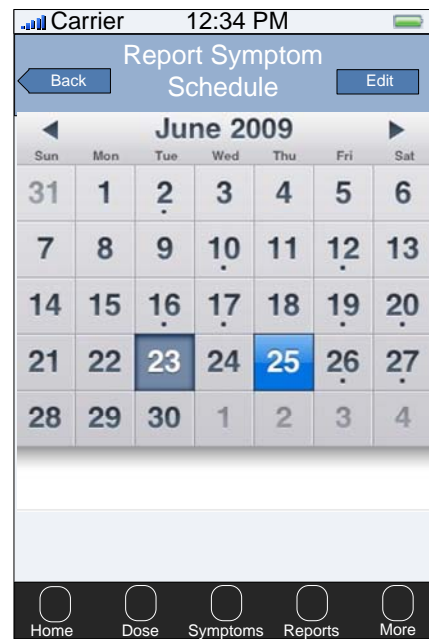 Carrier 12:34 PM
Back Report Symptom Schedule Edit
June 2009
Sun Mon Tue Wed Thu Fri Sat
31 1 2 3 4 5 6
7 8 9 10 11 12 13
14 15 16 17 18 19 20
21 22 23 24 25 26 27
28 29 30 1 2 3 4
Home Dose Symptoms Reports More